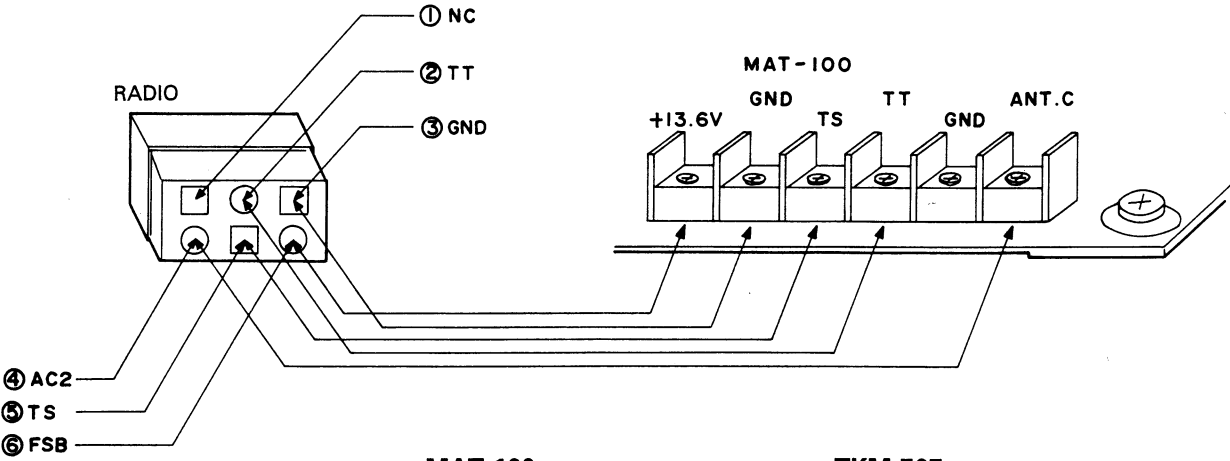 ① NC
② TT
③ GND
RADIO
MAT-100
+13.6V
GND
TS
TT
GND
ANT.C
④ AC2
⑤ TS
⑥ FSB